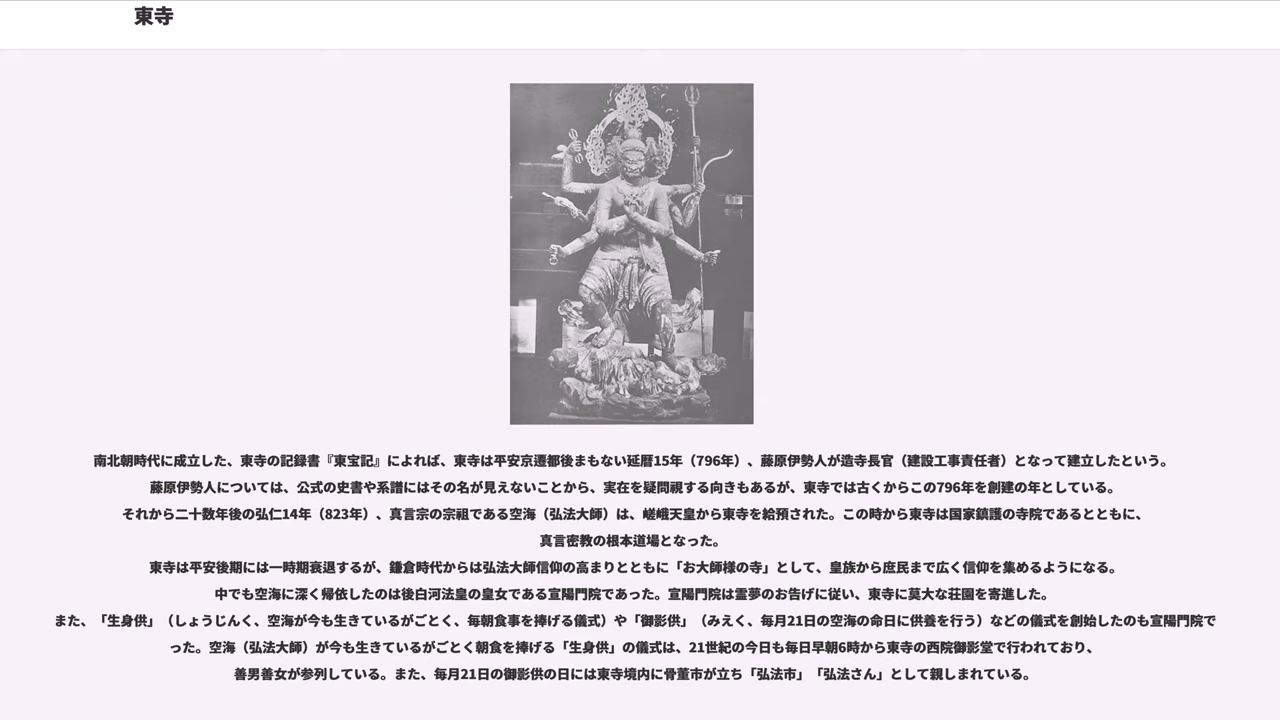 東寺
南北朝時代に成立した、東寺の記録書『東宝記』によれば、東寺は平安京遷都後まもない延暦15年（796年）、藤原伊勢人が造寺長官（建設工事責任者）となって建立したという。
藤原伊勢人については、公式の史書や系譜にはその名が見えないことから、実在を疑問視する向きもあるが、東寺では古くからこの796年を創建の年としている。
それから二十数年後の弘仁14年（823年）、真言宗の宗祖である空海（弘法大師）は、嵯峨天皇から東寺を給預された。この時から東寺は国家鎮護の寺院であるとともに、
真言密教の根本道場となった。
東寺は平安後期には一時期衰退するが、鎌倉時代からは弘法大師信仰の高まりとともに「お大師様の寺」として、皇族から庶民まで広く信仰を集めるようになる。
中でも空海に深く帰依したのは後白河法皇の皇女である宣陽門院であった。宣陽門院は霊夢のお告げに従い、東寺に莫大な荘園を寄進した。
また、「生身供」（しょうじんく、空海が今も生きているがごとく、毎朝食事を捧げる儀式）や「御影供」（みえく、毎月21日の空海の命日に供養を行う）などの儀式を創始したのも宣陽門院で
った。空海（弘法大師）が今も生きているがごとく朝食を捧げる「生身供」の儀式は、21世紀の今日も毎日早朝6時から東寺の西院御影堂で行われており、
善男善女が参列している。また、毎月21日の御影供の日には東寺境内に骨董市が立ち「弘法市」「弘法さん」として親しまれている。